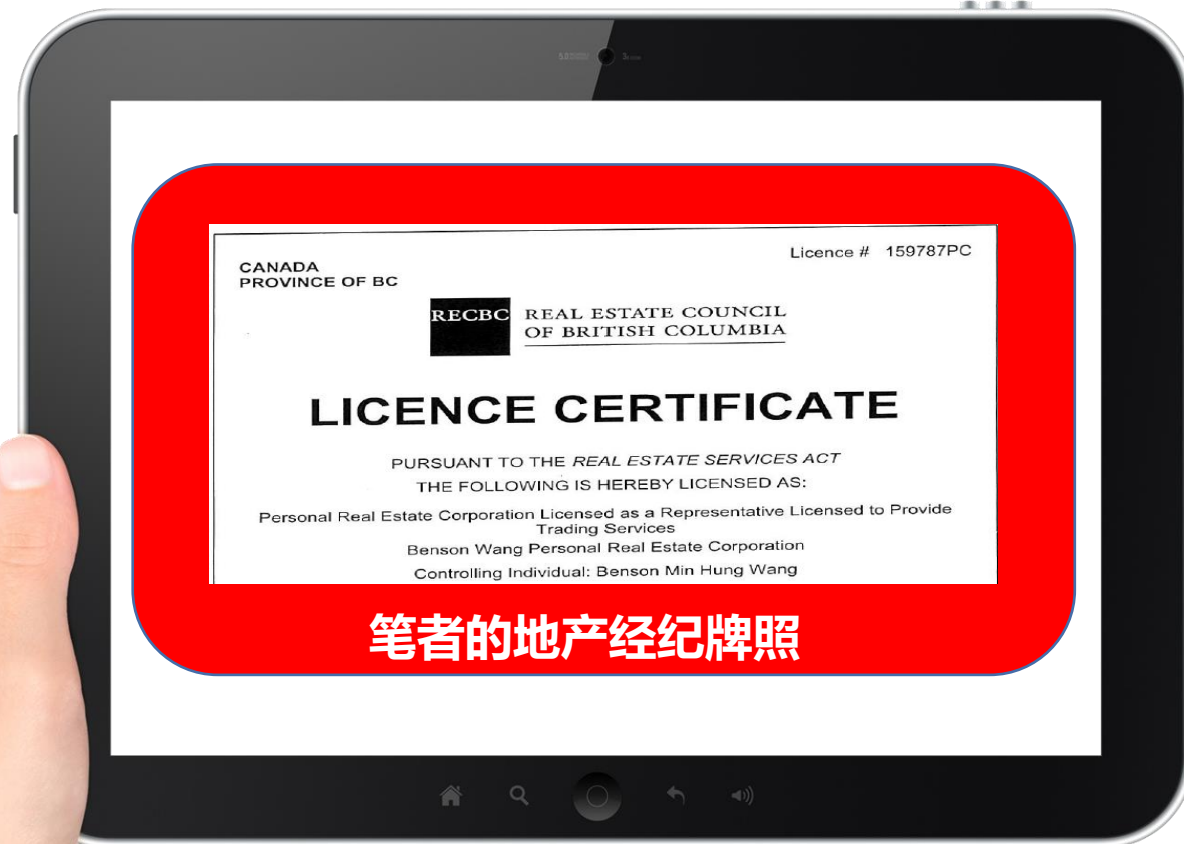 Licence # 159787PC
CANADA
PROVINCE OF BC
RECBC
REAL ESTATE COUNCIL
OF BRITISH COLUMBIA
LICENCE CERTIFICATE
PURSUANT TO THE REAL ESTATE SERVICES ACT
THE FOLLOWING IS HEREBY LICENSED AS:
Personal Real Estate Corporation Licensed as a Representative Licensed to Provide
Trading Services
Benson Wang Personal Real Estate Corporation
Controlling Individual: Benson Min Hung Wang
笔者的地产经纪牌照